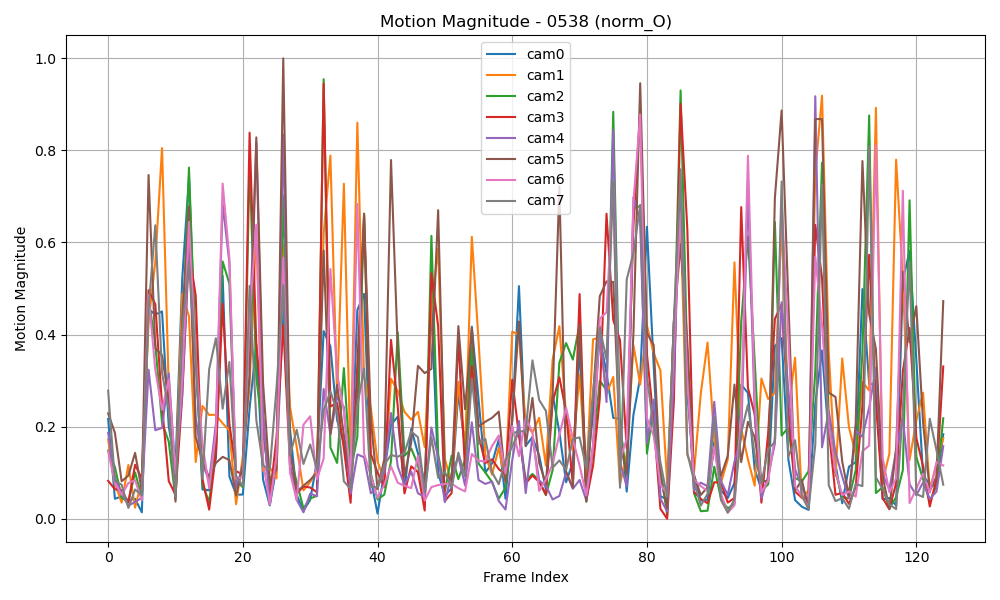 Motion Magnitude - 0538 (norm_O)
Motion Magnitude
1.0
0.8
0.6
0.4
0.2
0.0
cam0
cam1
cam2
cam3
cam4
cam5
cam6
cam7
0 20 40 60 80 100 120
Frame Index